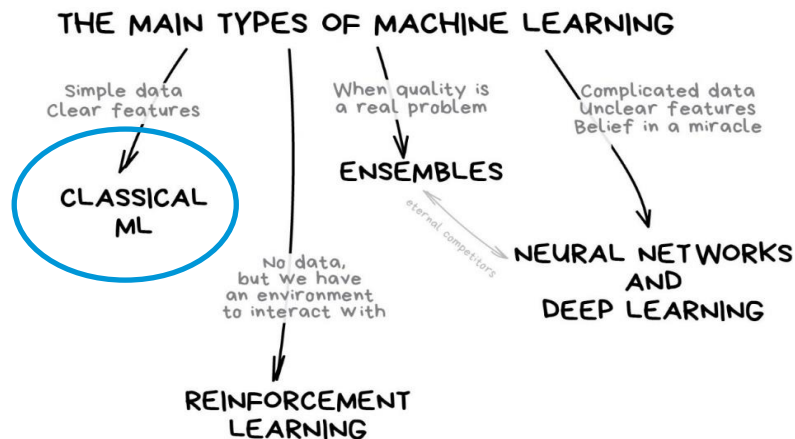 THE MAIN TYPES OF MACHINE LEARNING
Simple data
Clear features
CLASSICAL
ML
No data,
but we have
an environment
to interact with
REINFORCEMENT
LEARNING
When quality is
a real problem
ENSEMBLES
eternal competitors
Complicated data
Unclear features
Belief in a miracle
NEURAL NETWORKS
AND
DEEP LEARNING